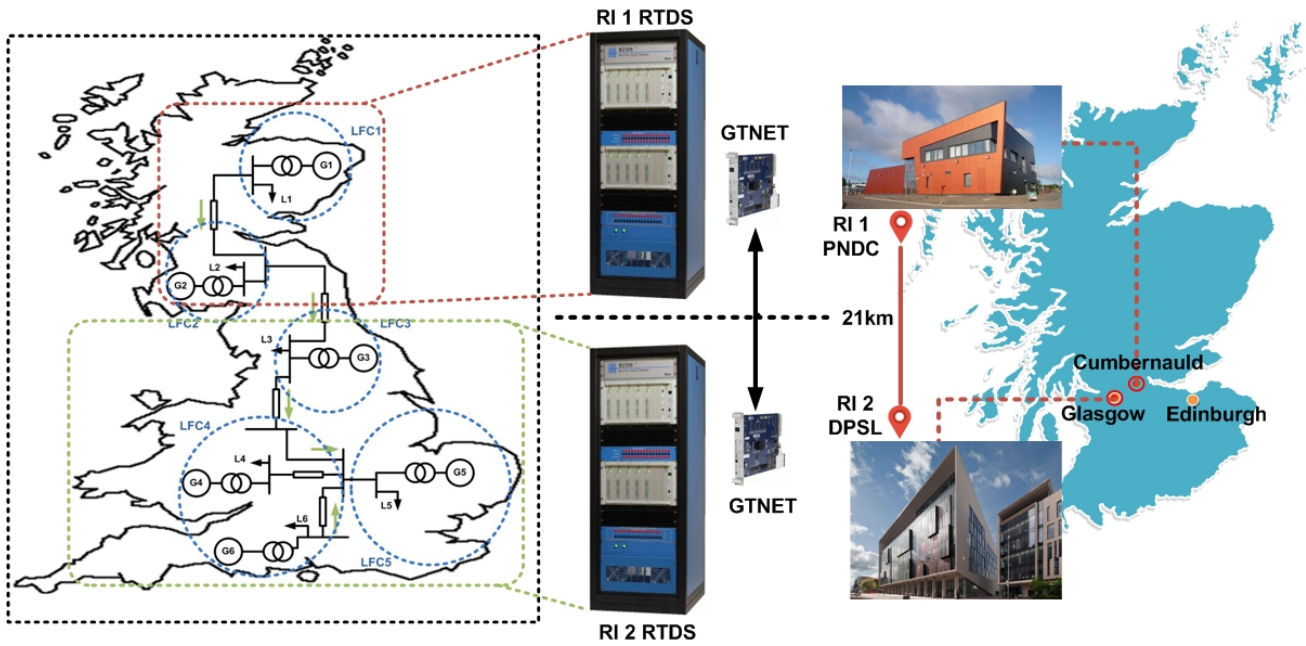 RI 1 RTDS
LFC1
G1
L1
L2
G2
LFC2
LFC3
L3
G3
LFC4
L4
G4
G5
L5
L6
G6
LFC5
GTNET
GTNET
RI 2 RTDS
RI 1
PNDC
21km
RI 2
DPSL
Cumbernauld
Glasgow
Edinburgh